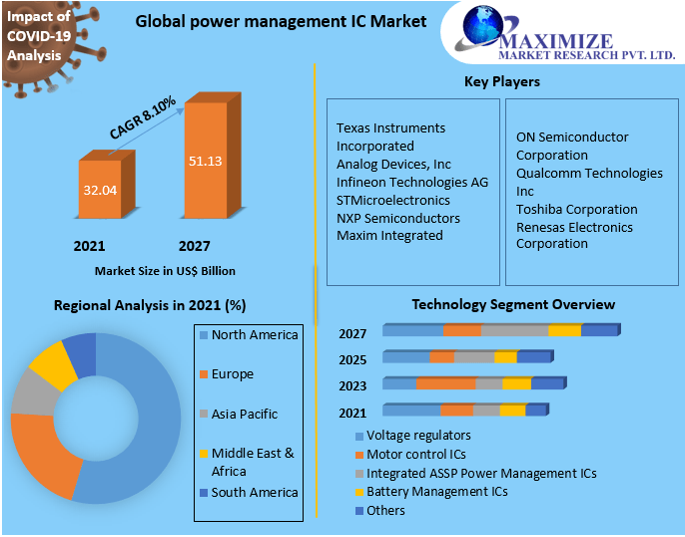 Impact of
COVID-19
Analysis
Global power management IC Market
MAXIMIZE
MARKET RESEARCH PVT. LTD.
CAGR 8.10%
32.04
51.13
2021
2027
Market Size in US$ Billion
Key Players
Texas Instruments
Incorporated
Analog Devices, Inc
Infineon Technologies AG
STMicroelectronics
NXP Semiconductors
Maxim Integrated
ON Semiconductor
Corporation
Qualcomm Technologies
Inc
Toshiba Corporation
Renesas Electronics
Corporation
Regional Analysis in 2021 (%)
North America
Europe
Asia Pacific
Middle East &
Africa
South America
Technology Segment Overview
2027
2025
2023
2021
Voltage regulators
Motor control ICs
Integrated ASSP Power Management ICs
Battery Management ICs
Others